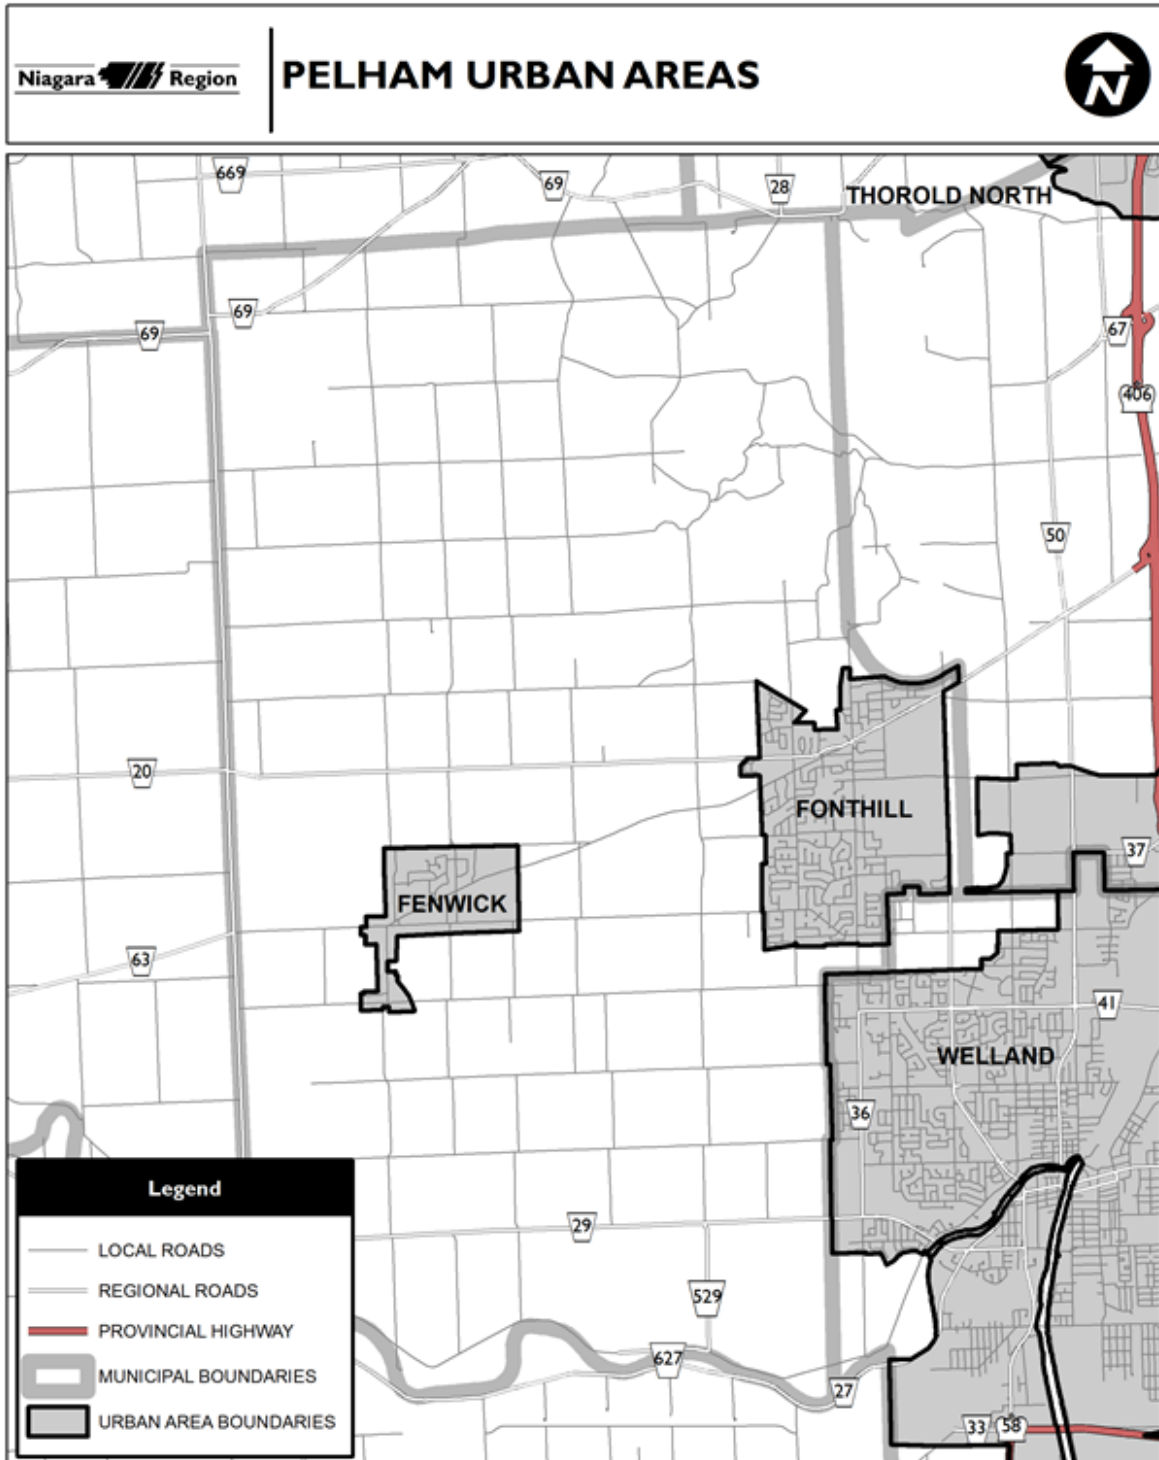 Niagara Region
PELHAM URBAN AREAS
N
669
69
28
THOROLD NORTH
69
69
67
406
50
20
FONTHILL
37
FENWICK
63
41
WELLAND
36
Legend
29
LOCAL ROADS
REGIONAL ROADS
529
PROVINCIAL HIGHWAY
627
MUNICIPAL BOUNDARIES
27
URBAN AREA BOUNDARIES
33
58